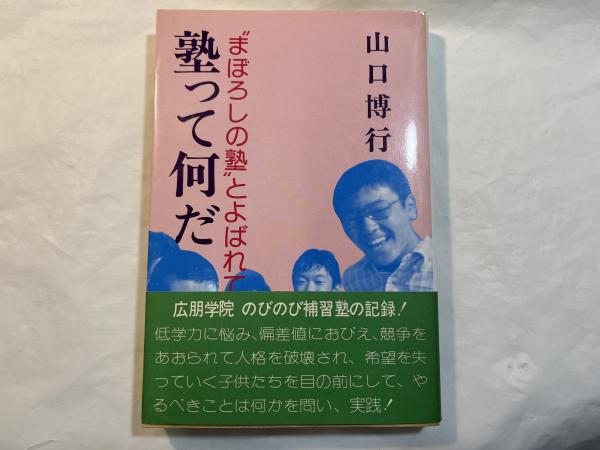 山口博行
“まぼろしの塾”とよばれて
塾って何だ
広朋学院 のびのび補習塾の記録！
低学力に悩み、偏差値におびえ、競争を
あおられて人格を破壊され、希望を失
っていく子供たちを目の前にして、や
るべきことは何かを問い、実践！